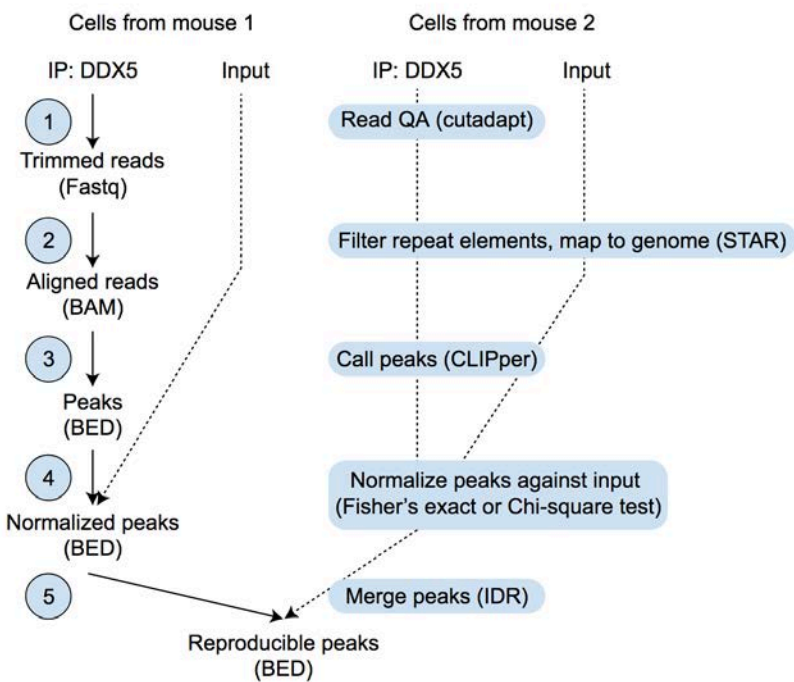 Cells from mouse 1
Cells from mouse 2
IP: DDX5
Input
IP: DDX5
Input
1
Read QA (cutadapt)
Trimmed reads
(Fastq)
2
Filter repeat elements, map to genome (STAR)
Aligned reads
(BAM)
3
Call peaks (CLIPper)
Peaks
(BED)
4
Normalize peaks against input
(Fisher's exact or Chi-square test)
Normalized peaks
(BED)
5
Merge peaks (IDR)
Reproducible peaks
(BED)